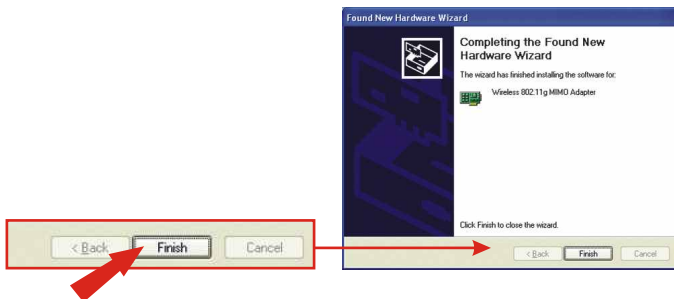 Found New Hardware Wizard
Completing the Found New
Hardware Wizard
The wizard has finished installing the software for:
Wireless 802.11g MIMO Adapter
Click Finish to close the wizard.
< Back Finish Cancel
< Back Finish Cancel